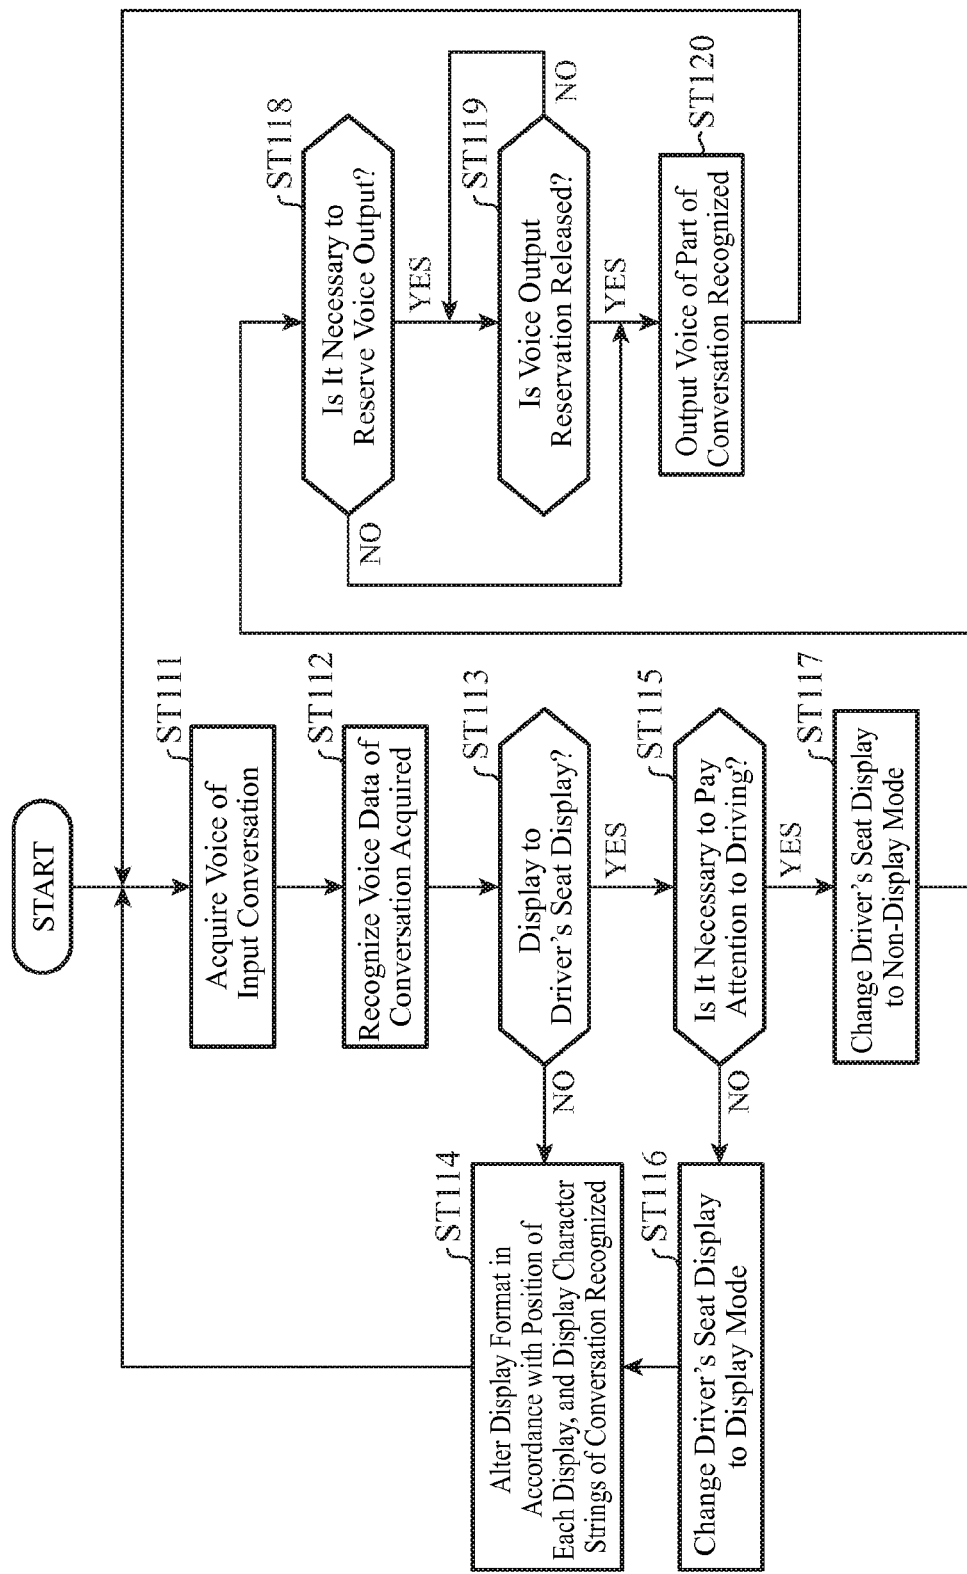 START
ST111
Acquire Voice of
Input Conversation
ST112
Recognize Voice Data of
Conversation Acquired
ST113
Display to
Driver's Seat Display?
NO
YES
ST114
Alter Display Format in
Accordance with Position of
Each Display, and Display Character
Strings of Conversation Recognized
ST115
Is It Necessary to Pay
Attention to Driving?
NO
YES
ST116
Change Driver's Seat Display
to Display Mode
ST117
Change Driver's Seat Display
to Non-Display Mode
ST118
Is It Necessary to
Reserve Voice Output?
NO
YES
ST119
Is Voice Output
Reservation Released?
NO
YES
ST120
Output Voice of Part of
Conversation Recognized